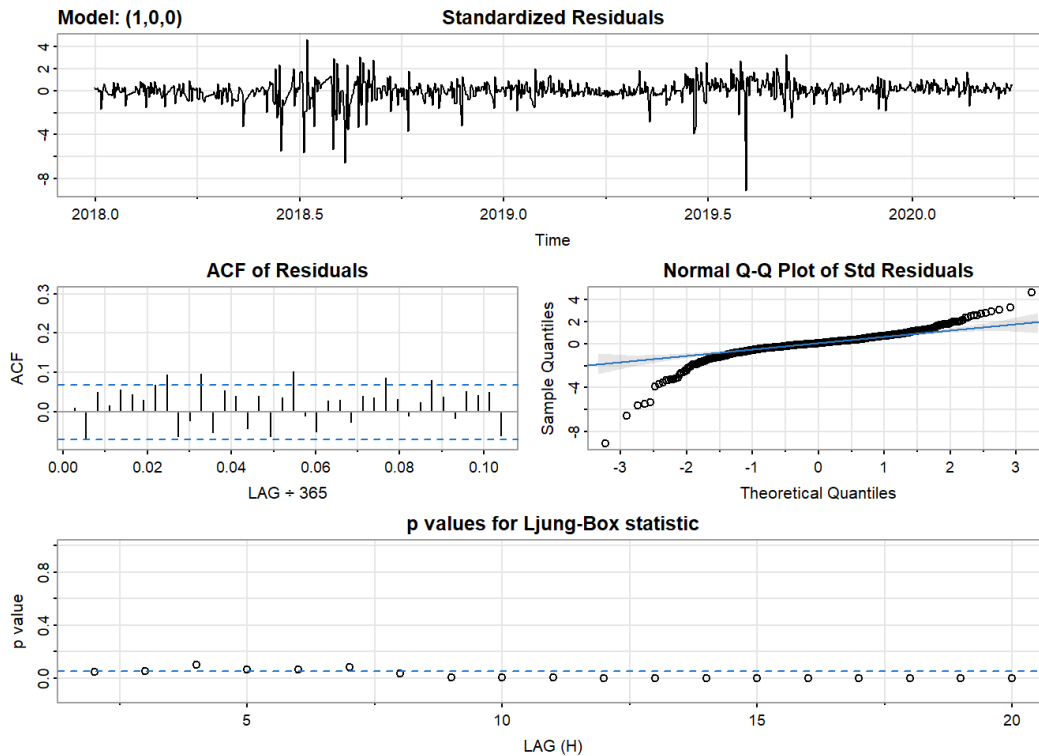 Model: (1,0,0) Standardized Residuals
4
2
0
-4
-8
2018.0 2018.5 2019.0 2019.5 2020.0
Time
ACF of Residuals
0.3
0.2
0.1
0.0
ACF
0.00 0.02 0.04 0.06 0.08 0.10
LAG ÷ 365
Normal Q-Q Plot of Std Residuals
4
2
0
-4
-8
Sample Quantiles
-3 -2 -1 0 1 2 3
Theoretical Quantiles
p values for Ljung-Box statistic
0.8
0.4
0.0
p value
5 10 15 20
LAG (H)